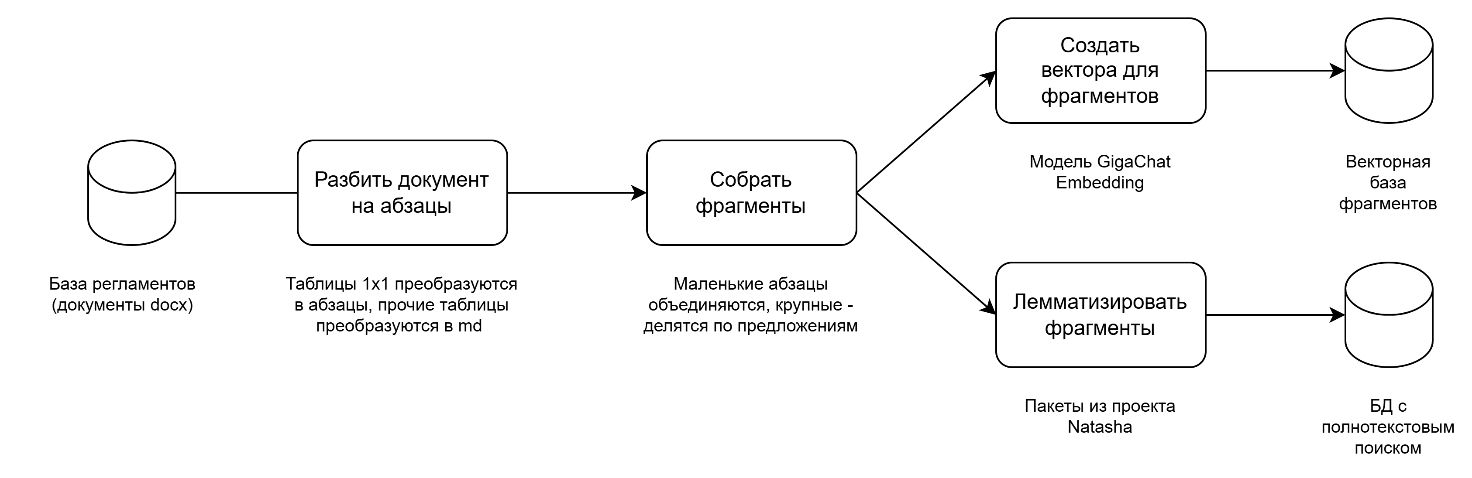 Разбить документ
на абзацы
Собрать
фрагменты
Создать
вектора для
фрагментов
Лемматизировать
фрагменты
База регламентов
(документы docx)
Таблицы 1x1 преобразуются
в абзацы, прочие таблицы
преобразуются в md
Маленькие абзацы
объединяются, крупные -
делятся по предложениям
Модель GigaChat
Embedding
Векторная
база
фрагментов
Пакеты из проекта
Natasha
БД с
полнотекстовым
поиском